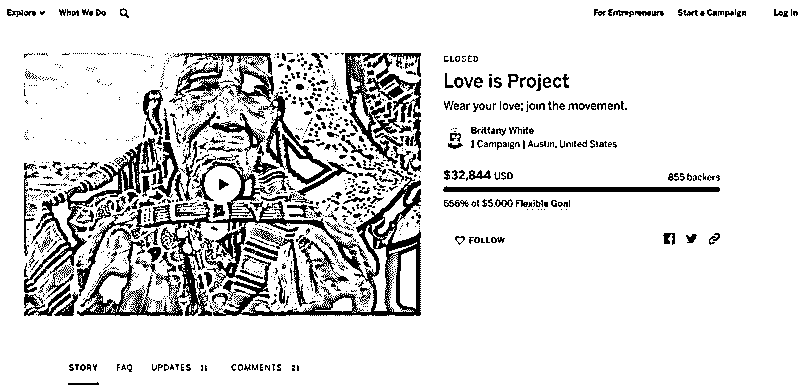 Explore
What We Do
For Entrepreneurs
Start a Campaign
Log In
CLOSED
Love is Project
Wear your love; join the movement.
Brittany White
1 Campaign | Austin, United States
$32,844 USD
855 backers
656% of $5,000 Flexible Goal
FOLLOW
STORY
FAQ
UPDATES 11
COMMENTS 21